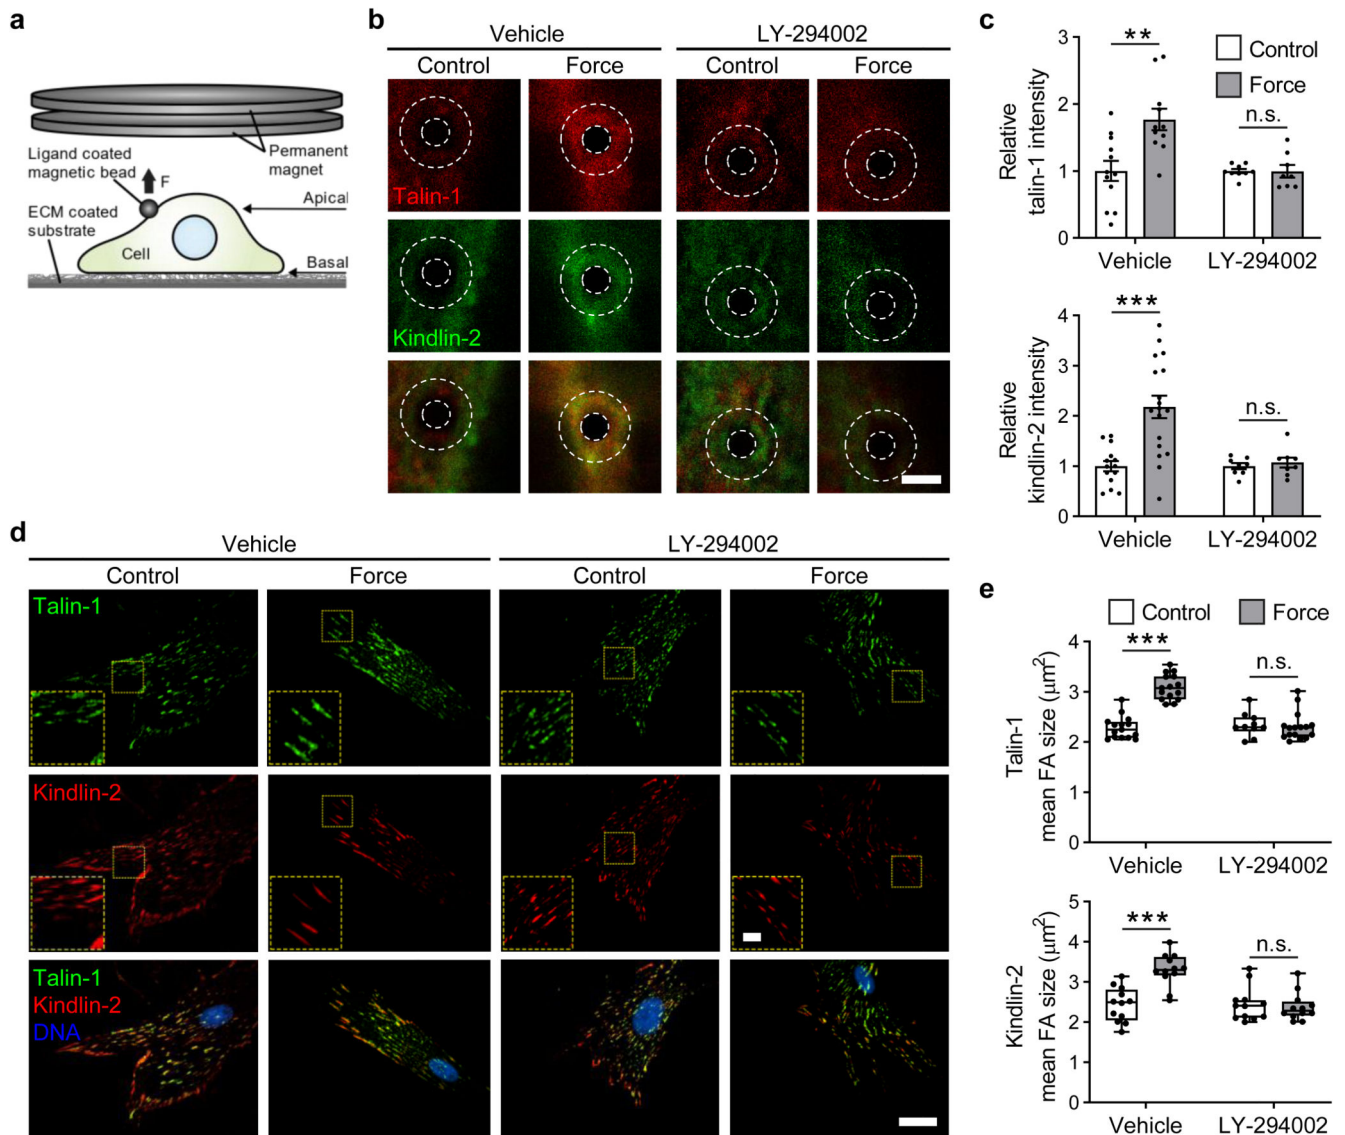 a
Ligand coated
magnetic bead
F
Permanent
magnet
ECM coated
substrate
Apical
Cell
Basal
b
Vehicle
LY-294002
Control
Force
Control
Force
Talin-1
Kindlin-2
c
Relative
talin-1 intensity
3
2
1
0
**
n.s.
Control
Force
Vehicle
LY-294002
Relative
kindlin-2 intensity
4
3
2
1
0
***
n.s.
Vehicle
LY-294002
d
Vehicle
LY-294002
Control
Force
Control
Force
Talin-1
Kindlin-2
Talin-1
Kindlin-2
DNA
e
Control
Force
Talin-1
mean FA size (μm²)
4
3
2
1
0
***
n.s.
Vehicle
LY-294002
Kindlin-2
mean FA size (μm²)
5
4
3
2
1
0
***
n.s.
Vehicle
LY-294002